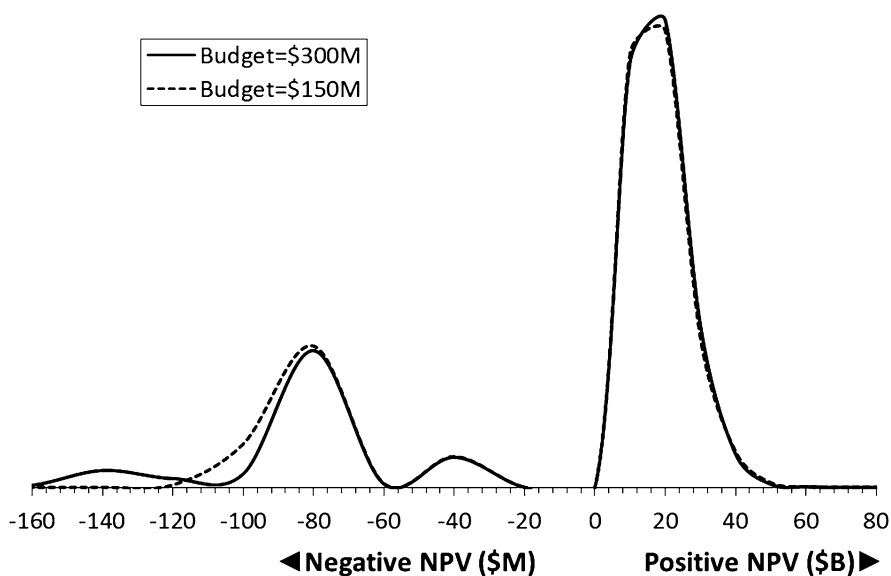 Budget=$300M
Budget=$150M
-160 -140 -120 -100 -80 -60 -40 -20 0 20 40 60 80
◄Negative NPV ($M) Positive NPV ($B)►